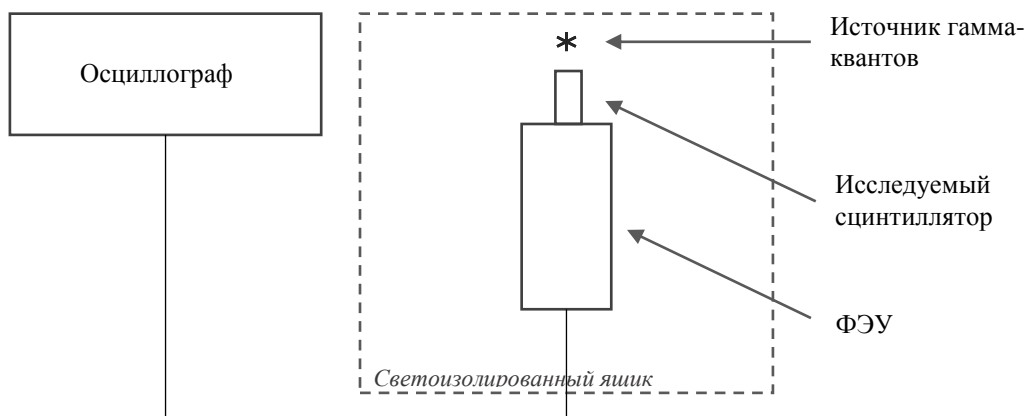 Осциллограф
Источник гамма-
квантов
Исследуемый
сцинтиллятор
ФЭУ
Светоизолированный ящик